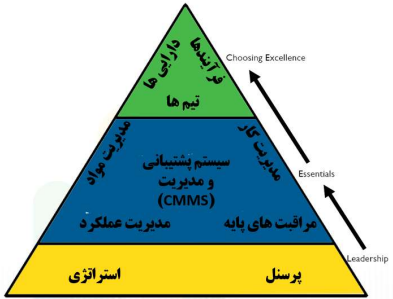 دارایی ها
فرآیندها
تیم ها
Choosing Excellence
مدیریت مواد
مدیریت کار
سیستم پشتیبانی
و مدیریت
(CMMS)
Essentials
مدیریت عملکرد
مراقبت های پایه
Leadership
استراتژی
پرسنل